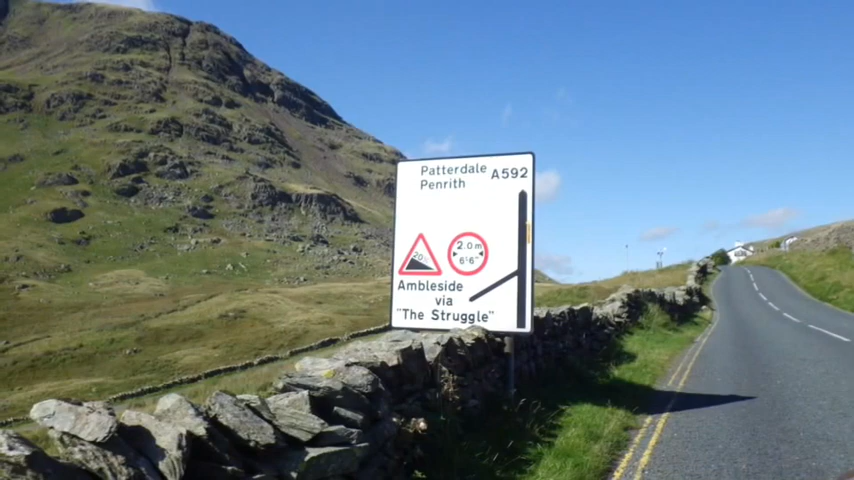 Patterdale
Penrith
A592
20%
2.0 m
6'6"
Ambleside
via
"The Struggle"